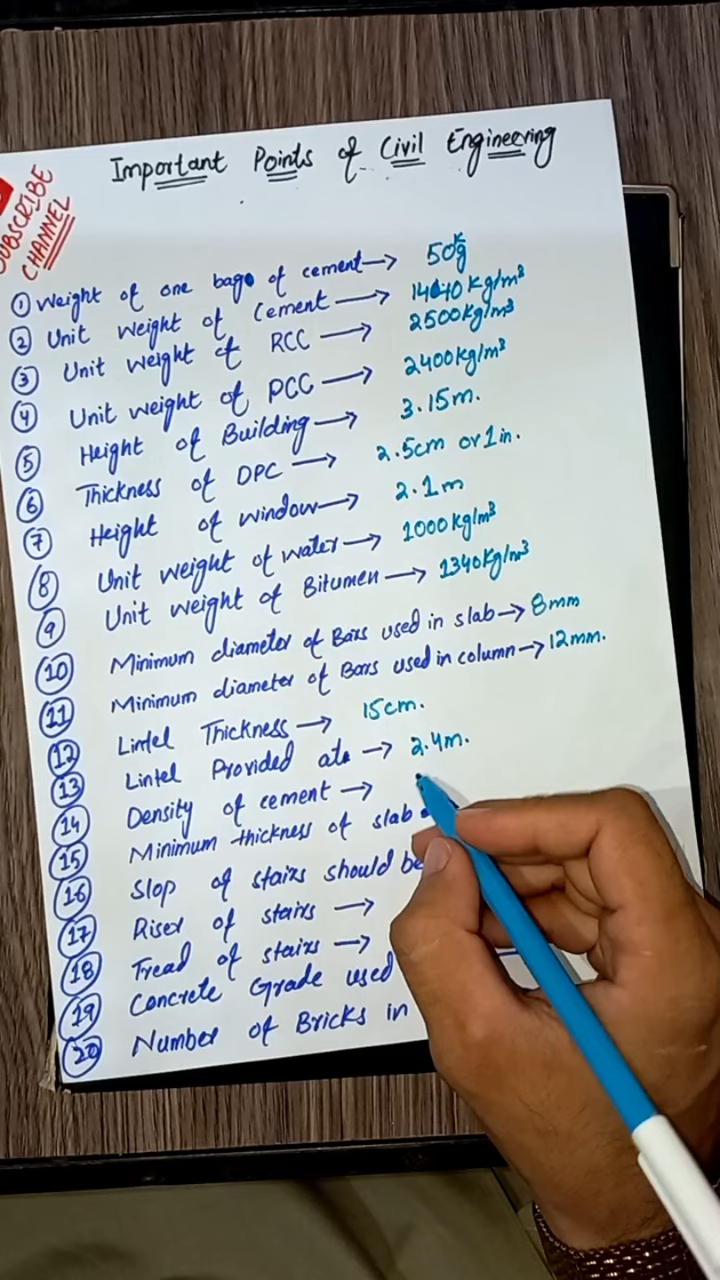 Important Points of Civil Engineering
SUBSCRIBE
CHANNEL
① Weight of one bag of cement → 50kg
② Unit weight of Cement → 1440 kg/m³
③ Unit weight of RCC → 2500kg/m³
④ Unit weight of PCC → 2400kg/m³
⑤ Height of Building → 3.15m.
⑥ Thickness of DPC → 2.5cm or 1in.
⑦ Height of window → 2.1m
⑧ Unit weight of water → 1000kg/m³
⑨ Unit weight of Bitumen → 1340kg/m³
⑩ Minimum diameter of Bars used in slab → 8mm
⑪ Minimum diameter of Bars used in column → 12mm.
⑫ Lintel Thickness → 15cm.
⑬ Lintel Provided at → 2.4m.
⑭ Density of cement →
⑮ Minimum thickness of slab
⑯ Slop of stairs should be
⑰ Riser of stairs →
⑱ Tread of stairs →
⑲ Concrete Grade used
⑳ Number of Bricks in